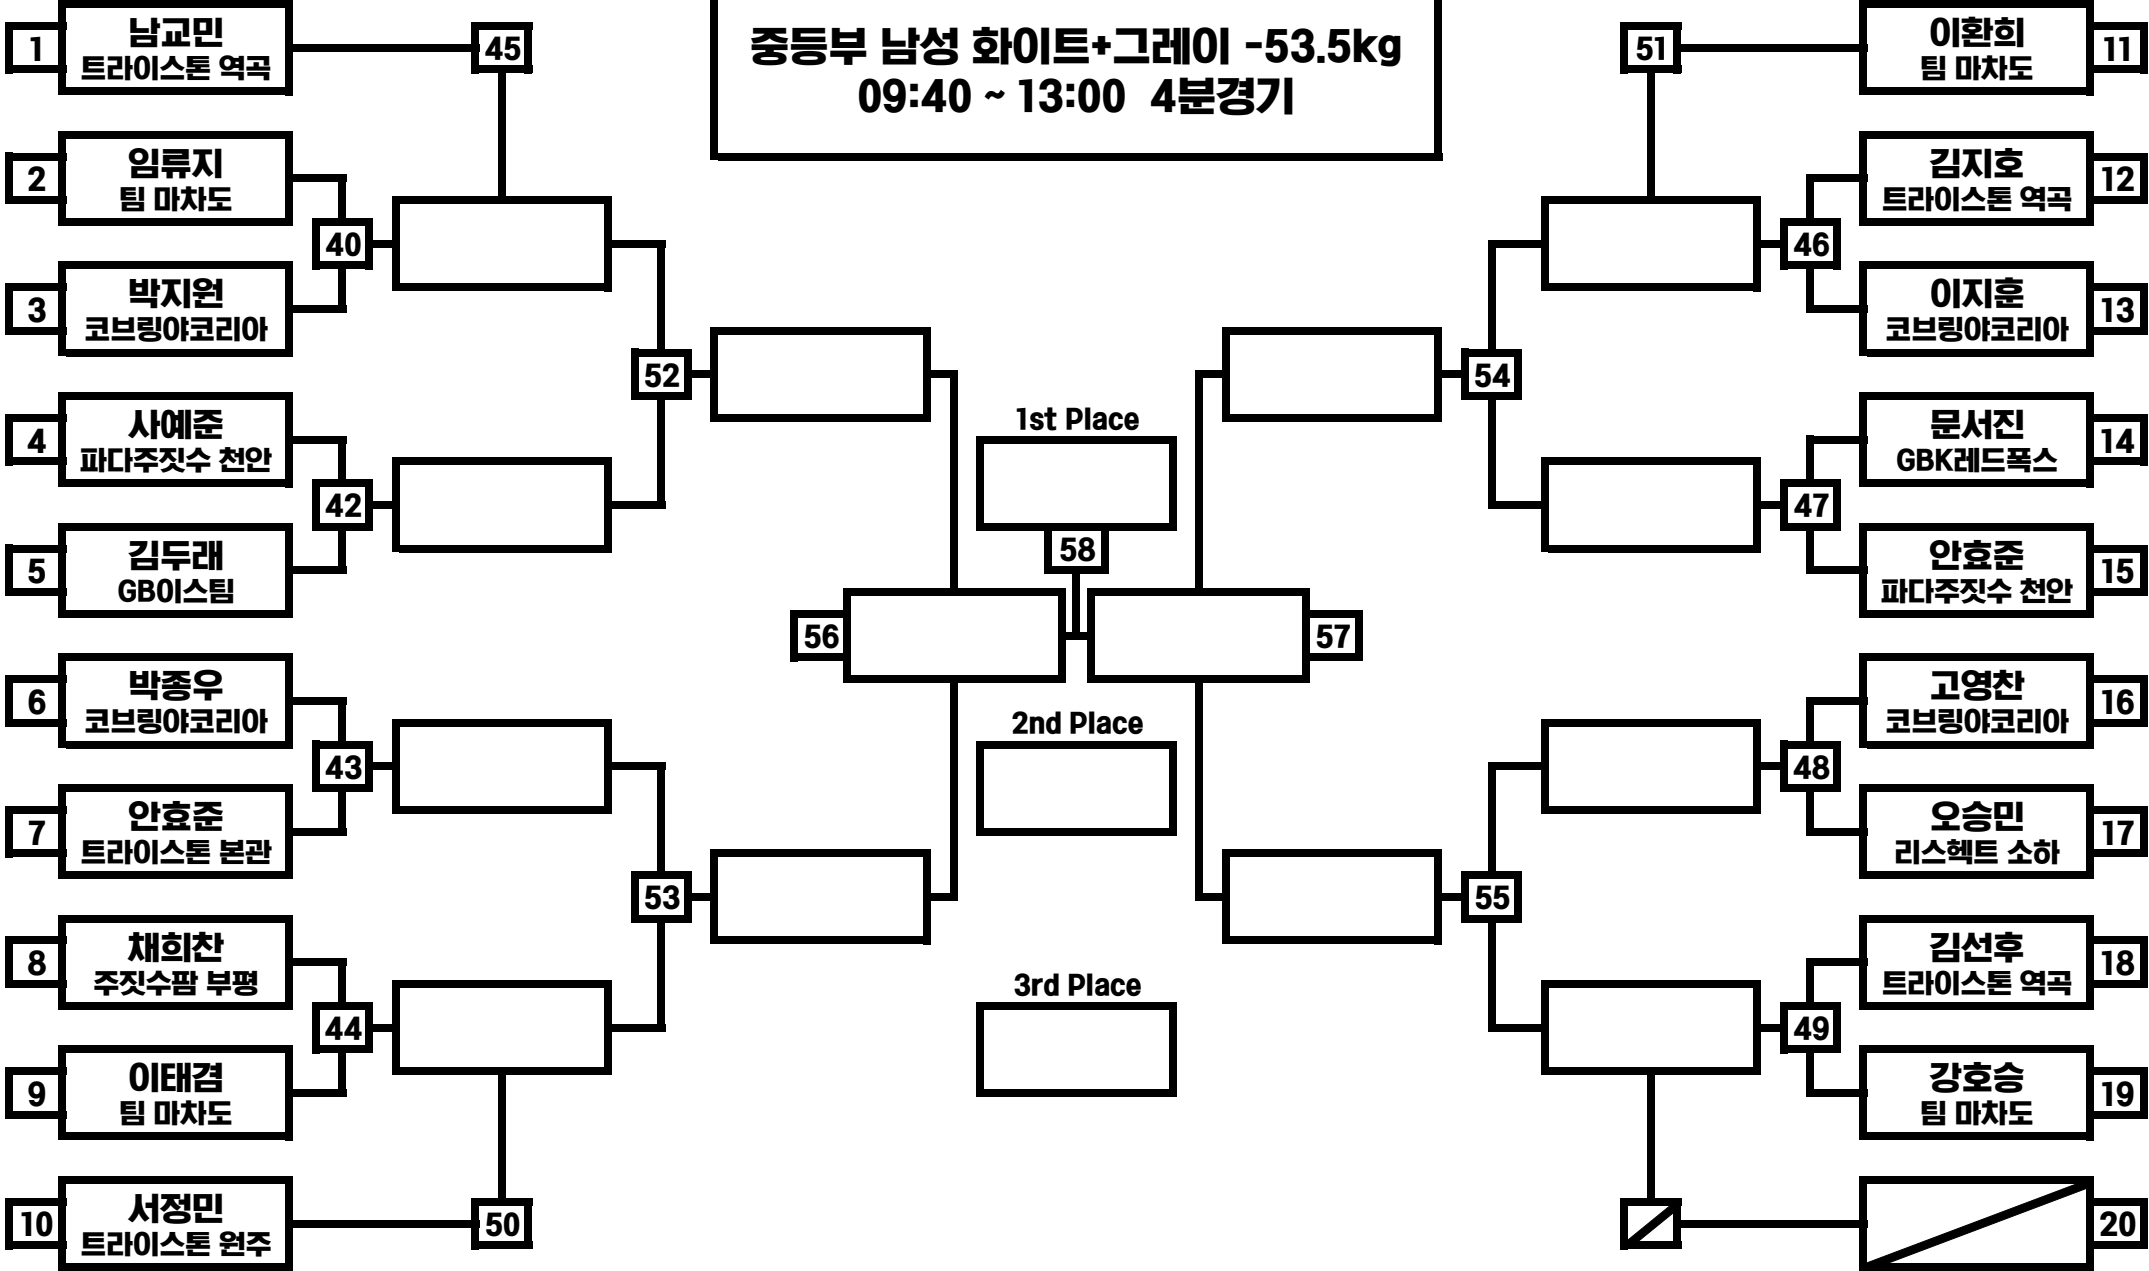 중등부 남성 화이트+그레이 -53.5kg
09:40 ~ 13:00 4분경기
1
남교민
트라이스톤 역곡
45
2
임류지
팀 마차도
40
3
박지원
코브링야코리아
52
4
사예준
파다주짓수 천안
42
5
김두래
GB이스팀
56
6
박종우
코브링야코리아
43
7
안효준
트라이스톤 본관
53
8
채희찬
주짓수팜 부평
44
9
이태겸
팀 마차도
10
서정민
트라이스톤 원주
50
1st Place
58
2nd Place
3rd Place
51
이환희
팀 마차도
11
김지호
트라이스톤 역곡
12
46
이지훈
코브링야코리아
13
54
문서진
GBK레드폭스
14
47
안효준
파다주짓수 천안
15
57
고영찬
코브링야코리아
16
48
오승민
리스헥트 소하
17
55
김선후
트라이스톤 역곡
18
49
강호승
팀 마차도
19
20